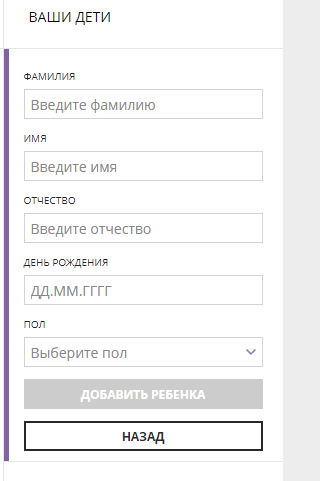 ВАШИ ДЕТИ
ФАМИЛИЯ
Введите фамилию
ИМЯ
Введите имя
ОТЧЕСТВО
Введите отчество
ДЕНЬ РОЖДЕНИЯ
ДД.ММ.ГГГГ
ПОЛ
Выберите пол
ДОБАВИТЬ РЕБЕНКА
НАЗАД